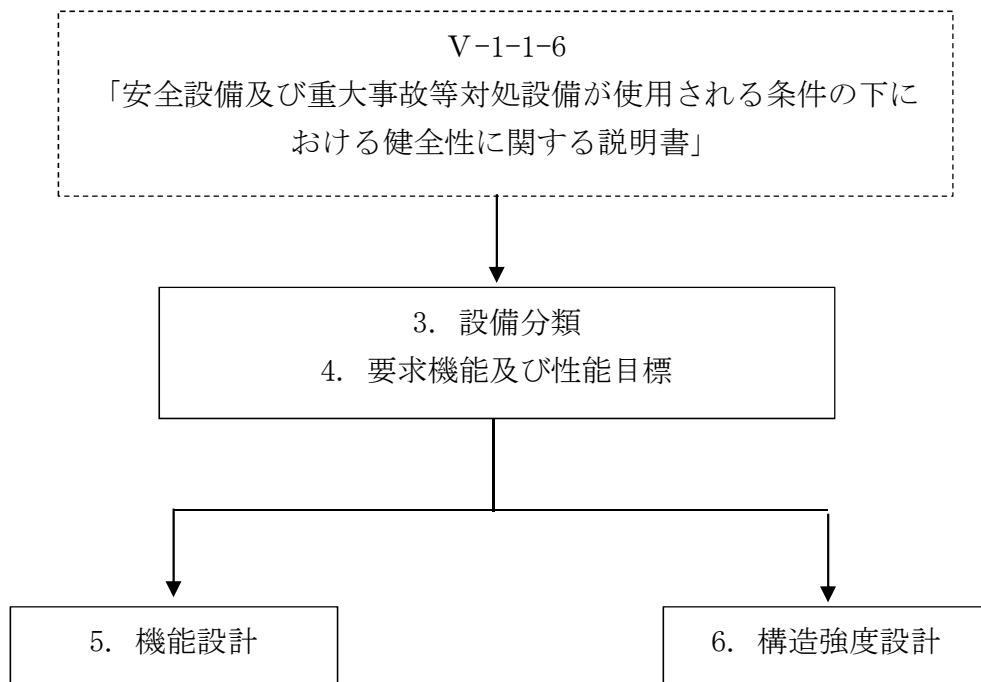 Ⅴ-1-1-6
「安全設備及び重大事故等対処設備が使用される条件の下に
おける健全性に関する説明書」
3. 設備分類
4. 要求機能及び性能目標
5. 機能設計
6. 構造強度設計